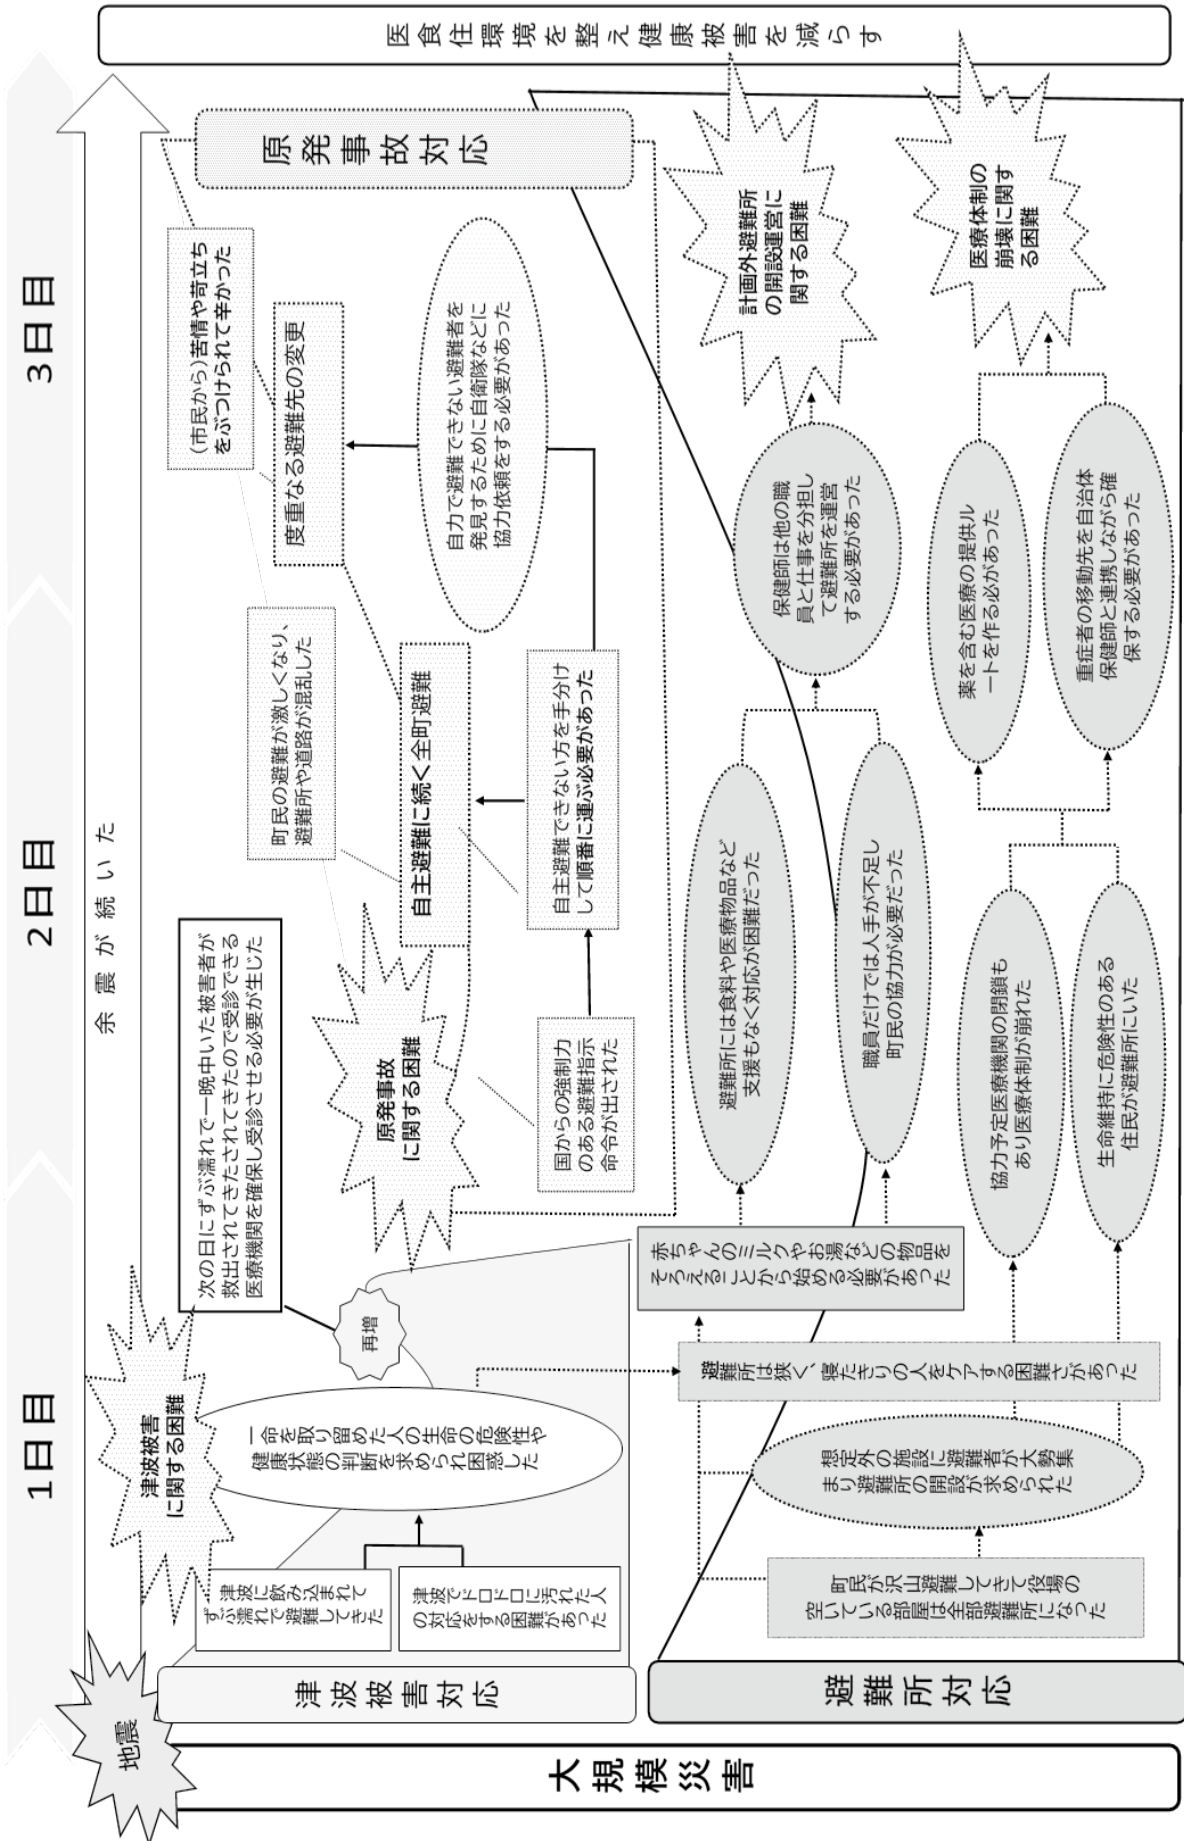 1日目
2日目
3日目
地震
余震が続いた
大規模災害
医食住環境を整え健康被害を減らす
津波被害対応
津波被害
に関する困難
津波に飲み込まれて
ずぶ濡れで避難してきた
津波でドロドロに汚れた人
の対応をする困難があった
一命を取り留めた人の生命の危険性や
健康状態の判断を求められ困惑した
再増
次の日にずぶ濡れで一晩中いた被害者が
救出されてきたされてきたので受診できる
医療機関を確保し受診させる必要が生じた
原発事故
に関する困難
国からの強制力
のある避難指示
命令が出された
町民の避難が激しくなり、
避難所や道路が混乱した
自主避難に続く全町避難
自主避難できない方を手分け
して順番に運ぶ必要があった
(市民から)苦情や苛立ち
をぶつけられて辛かった
度重なる避難先の変更
自力で避難できない避難者を
発見するために自衛隊などに
協力依頼をする必要があった
原発事故対応
避難所対応
町民が沢山避難してきて役場の
空いている部屋は全部避難所になった
想定外の施設に避難者が大勢集
まり避難所の開設が求められた
避難所は狭く、寝たきりの人をケアする困難さがあった
赤ちゃんのミルクやお湯などの物品を
そろえることから始める必要があった
避難所には食料や医療物品など
支援もなく対応が困難だった
職員だけでは人手が不足し
町民の協力が必要だった
保健師は他の職
員と仕事を分担し
て避難所を運営
する必要があった
計画外避難所
の開設運営に
関する困難
協力予定医療機関の閉鎖も
あり医療体制が崩れた
生命維持に危険性のある
住民が避難所にいた
薬を含む医療の提供ル
ートを作る必があった
重症者の移動先を自治体
保健師と連携しながら確
保する必要があった
医療体制の
崩壊に関す
る困難